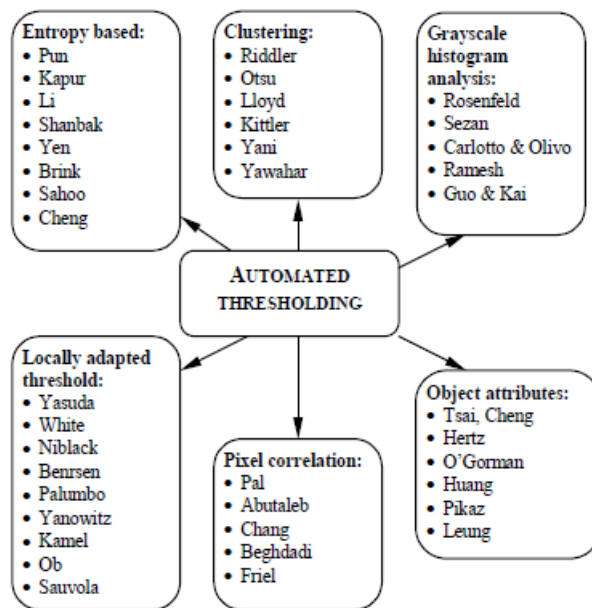 Entropy based:
• Pun
• Kapur
• Li
• Shanbak
• Yen
• Brink
• Sahoo
• Cheng
Clustering:
• Riddler
• Otsu
• Lloyd
• Kittler
• Yani
• Yawahar
Grayscale
histogram
analysis:
• Rosenfeld
• Sezan
• Carlotto & Olivo
• Ramesh
• Guo & Kai
AUTOMATED
THRESHOLDING
Locally adapted
threshold:
• Yasuda
• White
• Niblack
• Benrsen
• Palumbo
• Yanowitz
• Kamel
• Ob
• Sauvola
Pixel correlation:
• Pal
• Abutaleb
• Chang
• Beghdadi
• Friel
Object attributes:
• Tsai, Cheng
• Hertz
• O'Gorman
• Huang
• Pikaz
• Leung